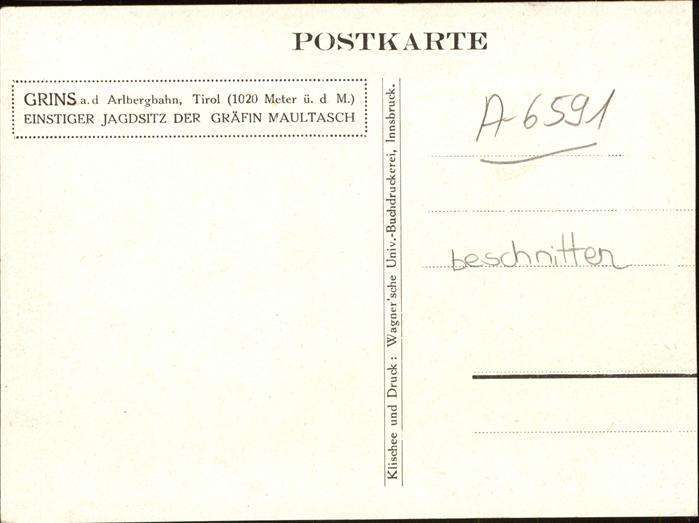 POSTKARTE
GRINS a. d Arlbergbahn, Tirol (1020 Meter ü. d M.)
EINSTIGER JAGDSITZ DER GRÄFIN MAULTASCH
Klischee und Druck: Wagner'sche Univ.-Buchdruckerei, Innsbruck.
A-6591
beschnitten